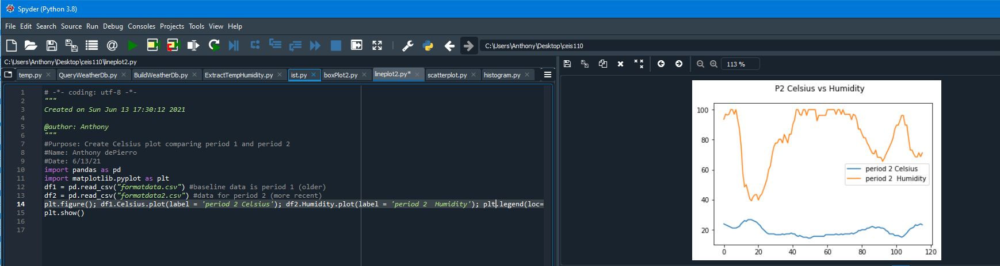 Spyder (Python 3.8)
File Edit Search Source Run Debug Consoles Projects Tools View Help
C:\Users\Anthony\Desktop\ceis110
C:\Users\Anthony\Desktop\ceis110\lineplot2.py
temp.py QueryWeatherDb.py BuildWeatherDb.py ExtractTempHumidity.py ist.py boxPlot2.py lineplot2.py* scatterplot.py histogram.py
1 # -*- coding: utf-8 -*-
2 """
3 Created on Sun Jun 13 17:30:12 2021
4
5 @author: Anthony
6 """
7 #Purpose: Create Celsius plot comparing period 1 and period 2
8 #Name: Anthony dePierro
9 #Date: 6/13/21
10 import pandas as pd
11 import matplotlib.pyplot as plt
12 df1 = pd.read_csv("formatdata.csv") #baseline data is period 1 (older)
13 df2 = pd.read_csv("formatdata2.csv") #data for period 2 (more recent)
14 plt.figure(); df1.Celsius.plot(label = 'period 2 Celsius'); df2.Humidity.plot(label = 'period 2  Humidity'); plt.legend(loc=
15 plt.show()
16
17
113 %
P2 Celsius vs Humidity
100
80
60
40
20
period 2 Celsius
period 2  Humidity
0 20 40 60 80 100 120